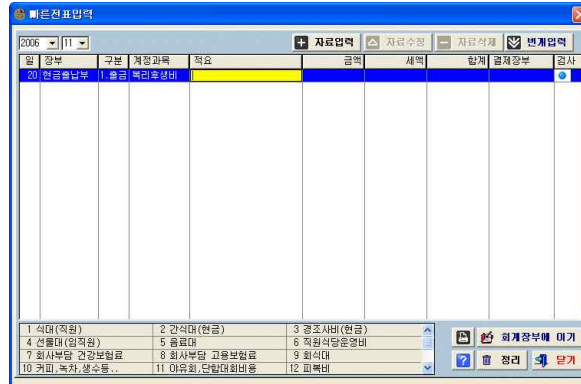 빠른전표입력
2006 11 자료입력 자료수정 자료삭제 번개입력
일 장부 구분 계정과목 적요 금액 세액 합계 결제장부 검사
20 현금출납부 1.출금 복리후생비
1 식대(직원) 2 간식대(현금) 3 경조사비(현금)
4 선물대(임직원) 5 음료대 6 직원식당운영비
7 회사부담 건강보험료 8 회사부담 고용보험료 9 회식대
10 커피,녹차,생수등.. 11 야유회,단합대회비용 12 피복비
회계장부에 이기
? 정리 닫기